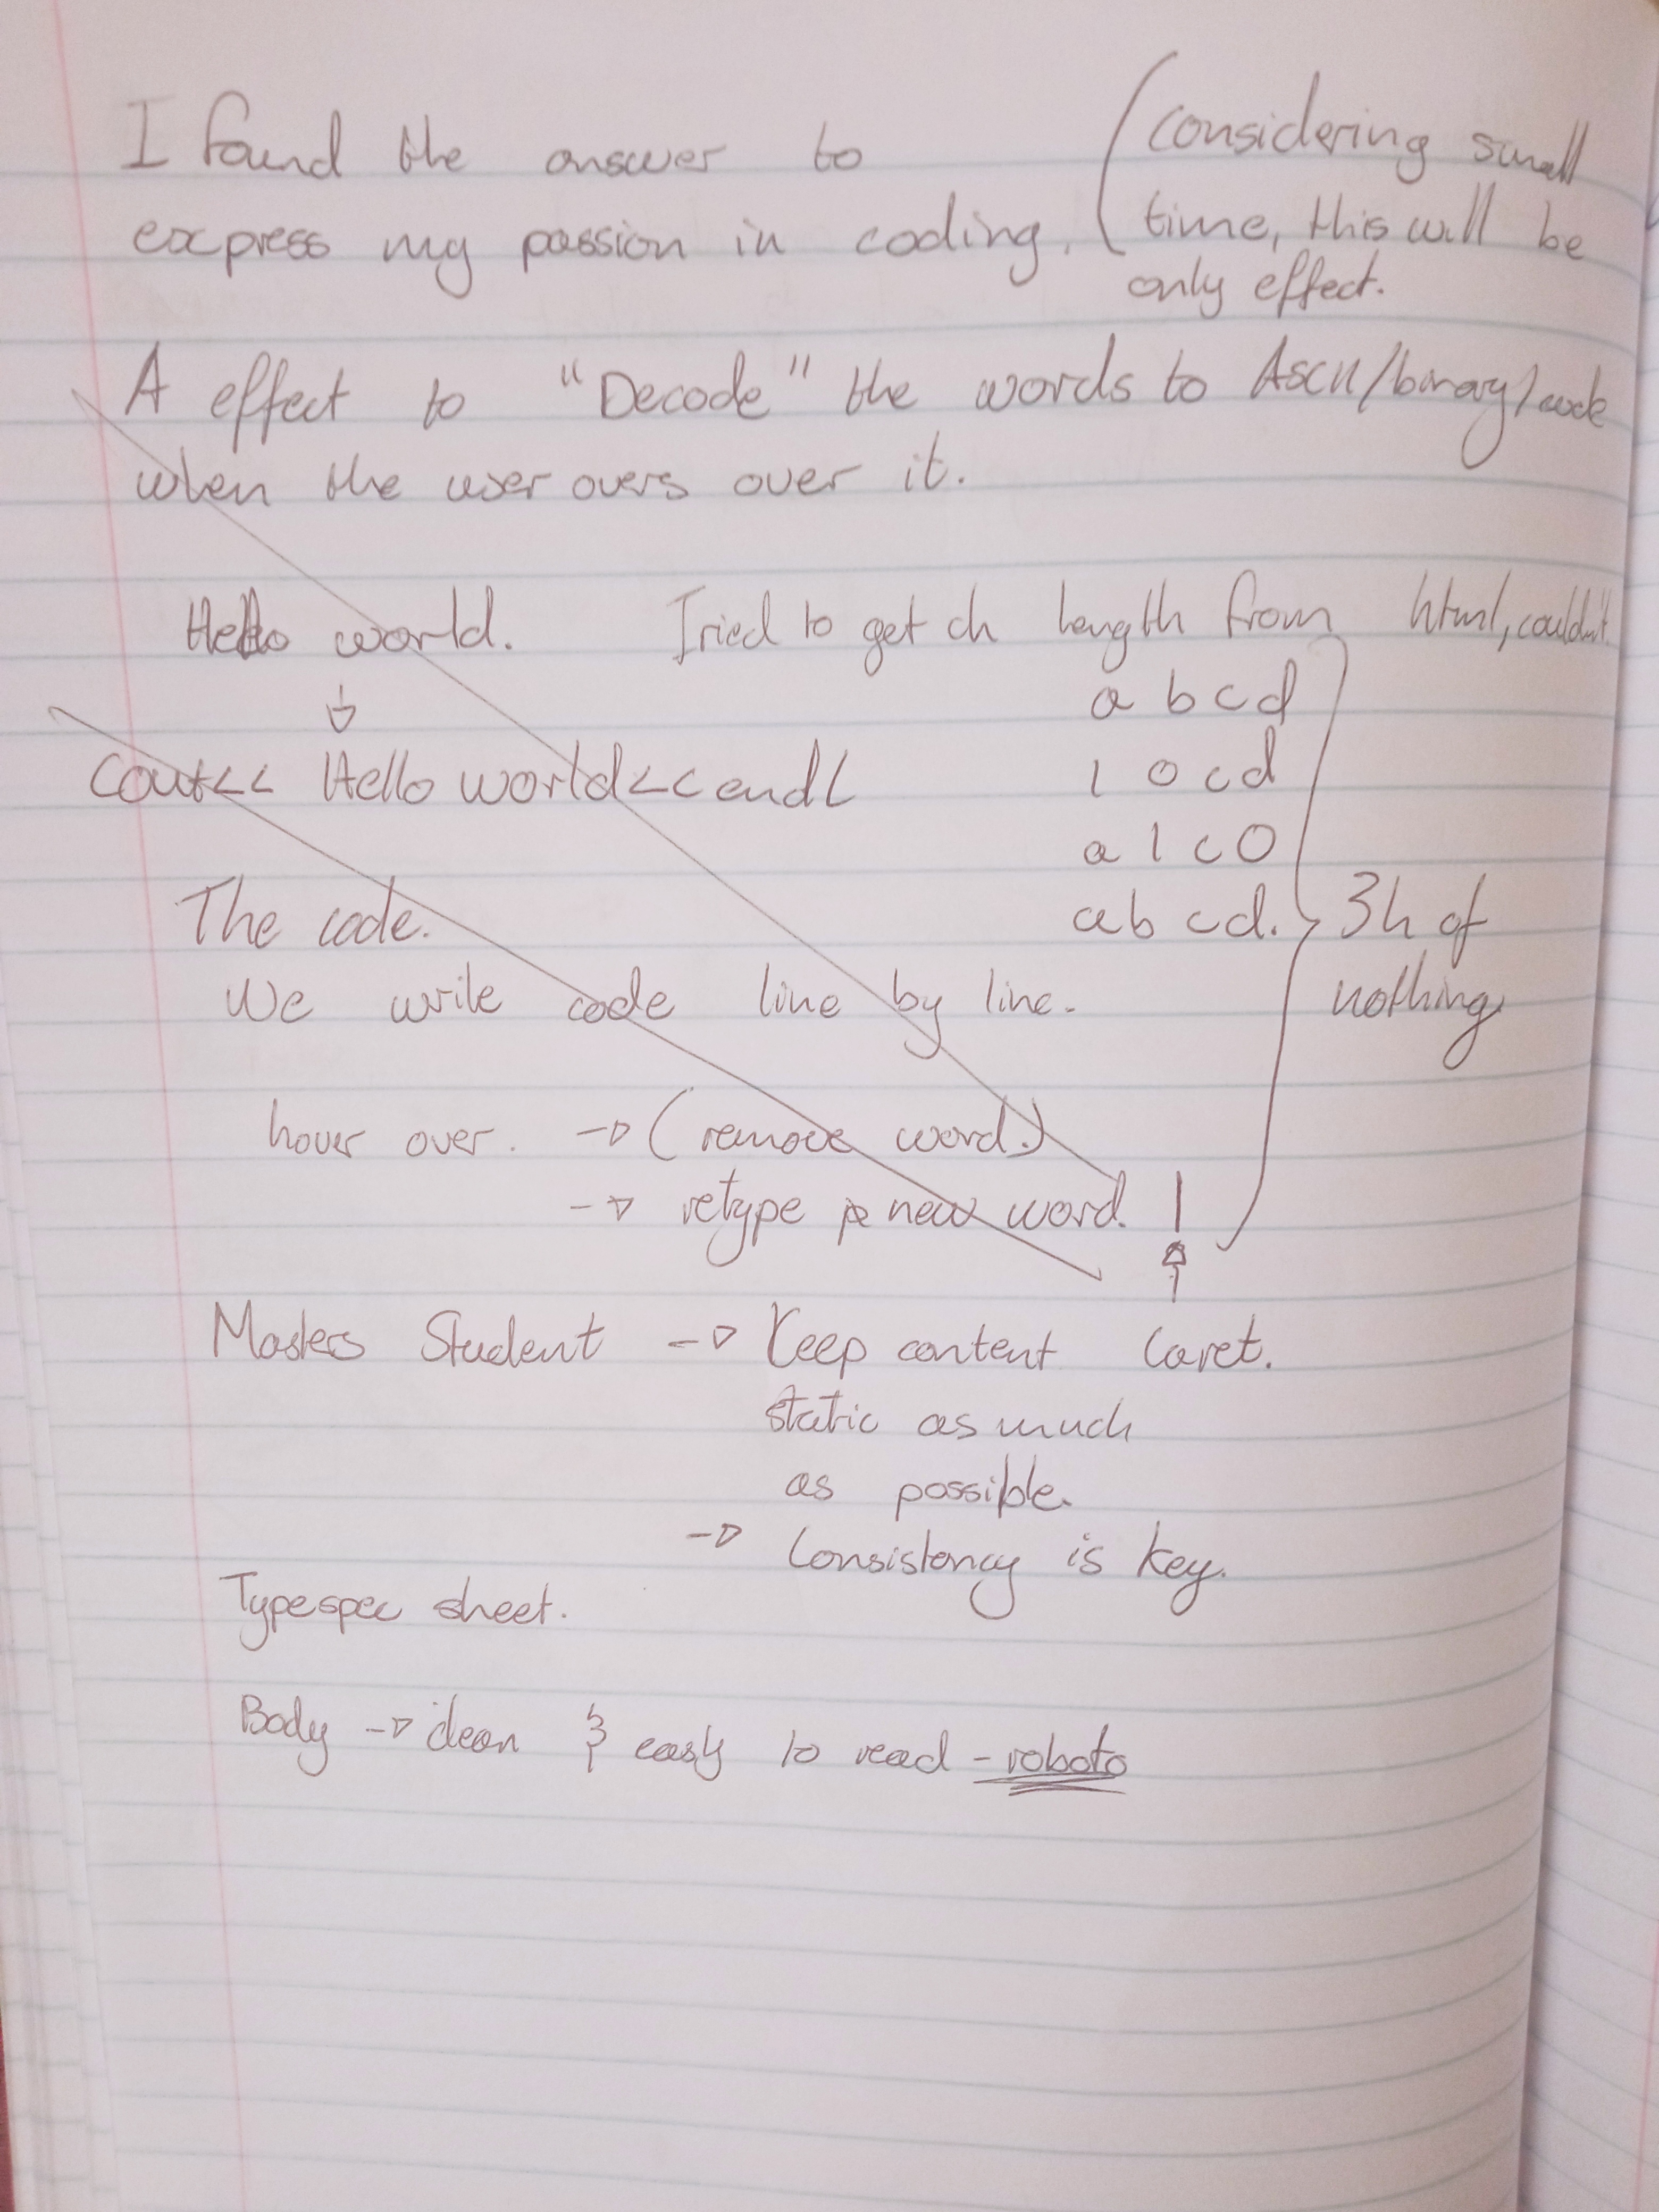 I found the answer to
express my passion in coding.
(considering small
time, this will be
only effect.
A effect to "Decode" the words to Ascii/binary/code
when the user overs over it.
Hello world.
Cout<< Hello world<<endl
The code.
We write code line by line.
hover over. -> (remove word.)
-> retype new word. |
Tried to get ch length from html, couldn't.
a b c d
1 0 c d
a 1 c 0
a b c d.
3h of
nothing
Caret.
Masters Student -> Keep content
static as much
as possible.
-> Consistency is key.
Typespec sheet.
Body -> clean & easy to read - roboto